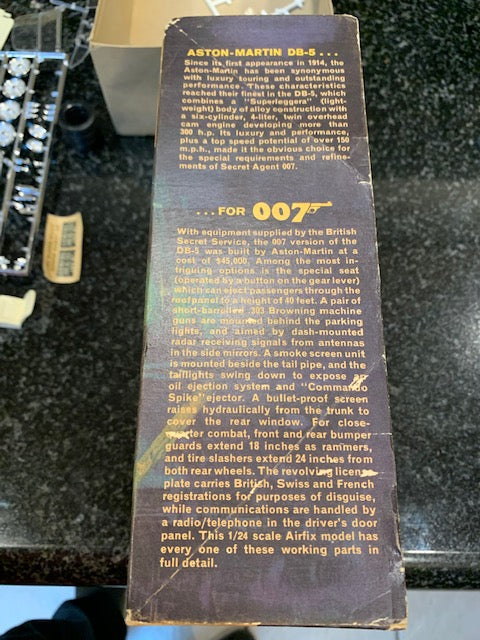 ASTON-MARTIN DB-5 . . .
Since its first appearance in 1914, the
Aston-Martin has been synonymous
with luxury touring and outstanding
performance. These characteristics
reached their finest in the DB-5, which
combines a "Superleggera" (light-
weight) body of alloy construction with
a six-cylinder, 4-liter, twin overhead
cam engine developing more than
300 h.p. Its luxury and performance,
plus a top speed potential of over 150
m.p.h., made it the obvious choice for
the special requirements and refine-
ments of Secret Agent 007.
. . . FOR 007
With equipment supplied by the British
Secret Service, the 007 version of the
DB-5 was built by Aston-Martin at a
cost of $45,000. Among the most in-
triguing options is the special seat
(operated by a button on the gear lever)
which can eject passengers through the
roof panel to a height of 40 feet. A pair of
short-barrelled .303 Browning machine
guns are mounted behind the parking
lights, and aimed by dash-mounted
radar receiving signals from antennas
in the side mirrors. A smoke screen unit
is mounted beside the tail pipe, and the
taillights swing down to expose an
oil ejection system and "Commando
Spike" ejector. A bullet-proof screen
raises hydraulically from the trunk to
cover the rear window. For close-
quarter combat, front and rear bumper
guards extend 18 inches as rammers,
and tire slashers extend 24 inches from
both rear wheels. The revolving license
plate carries British, Swiss and French
registrations for purposes of disguise,
while communications are handled by
a radio/telephone in the driver's door
panel. This 1/24 scale Airfix model has
every one of these working parts in
full detail.